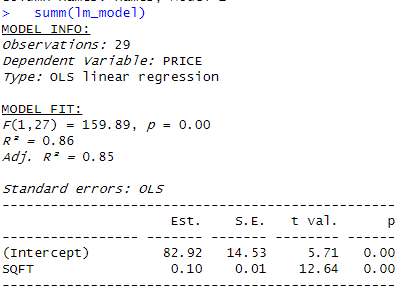 > summ(lm_model)
MODEL INFO:
Observations: 29
Dependent Variable: PRICE
Type: OLS linear regression
MODEL FIT:
F(1,27) = 159.89, p = 0.00
R² = 0.86
Adj. R² = 0.85
Standard errors: OLS
---------------------------------------------------
Est. S.E. t val. p
----------------- ------- ------- -------- ------
(Intercept) 82.92 14.53 5.71 0.00
SQFT 0.10 0.01 12.64 0.00
---------------------------------------------------